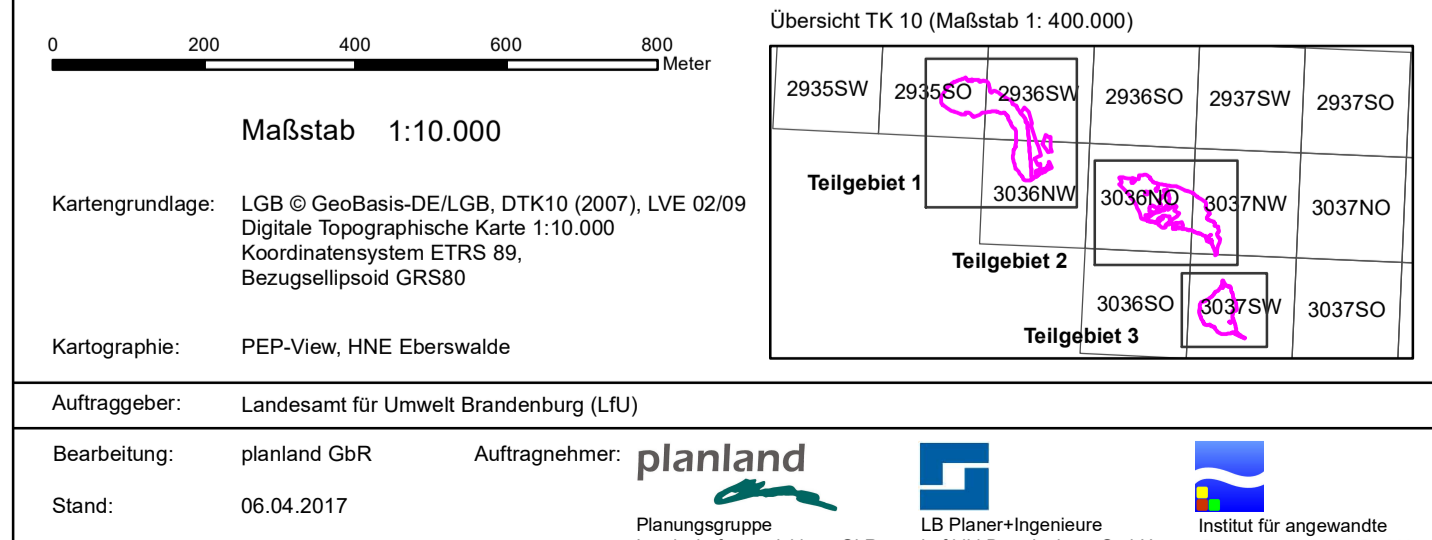 0 200 400 600 800
Meter
Maßstab 1:10.000
Kartengrundlage: LGB © GeoBasis-DE/LGB, DTK10 (2007), LVE 02/09
Digitale Topographische Karte 1:10.000
Koordinatensystem ETRS 89,
Bezugsellipsoid GRS80
Kartographie: PEP-View, HNE Eberswalde
Übersicht TK 10 (Maßstab 1: 400.000)
2935SW 2935SO 2936SW 2936SO 2937SW 2937SO
Teilgebiet 1
3036NW 3036NO 3037NW 3037NO
Teilgebiet 2
3036SO 3037SW 3037SO
Teilgebiet 3
Auftraggeber: Landesamt für Umwelt Brandenburg (LfU)
Bearbeitung: planland GbR
Stand: 06.04.2017
Auftragnehmer:
planland
Planungsgruppe
LB Planer+Ingenieure
Institut für angewandte